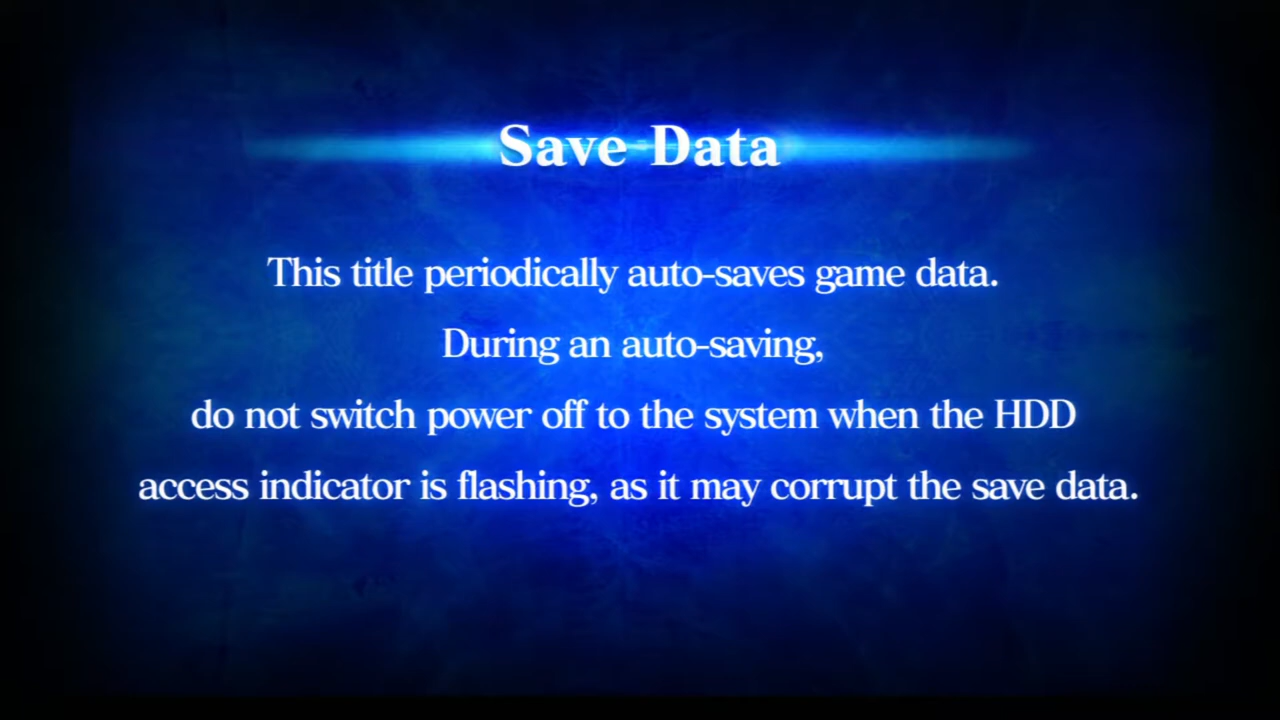 Save Data
This title periodically auto-saves game data.
During an auto-saving,
do not switch power off to the system when the HDD
access indicator is flashing, as it may corrupt the save data.